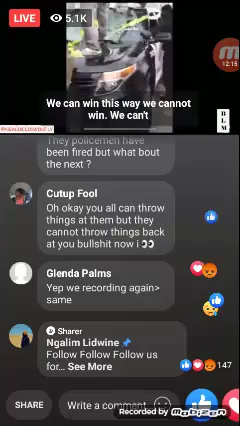 LIVE
5.1K
We can win this way we cannot
win. We can't
12:15
B
L
M
They policemen have
been fired but what bout
the next ?
Cutup Fool
Oh okay you all can throw
things at them but they
cannot throw things back
at you bullshit now i 👀
Glenda Palms
Yep we recording again>
same
Sharer
Ngalim Lidwine
Follow Follow Follow us
for... See More
147
SHARE
Write a comment...
Recorded by Mobizen